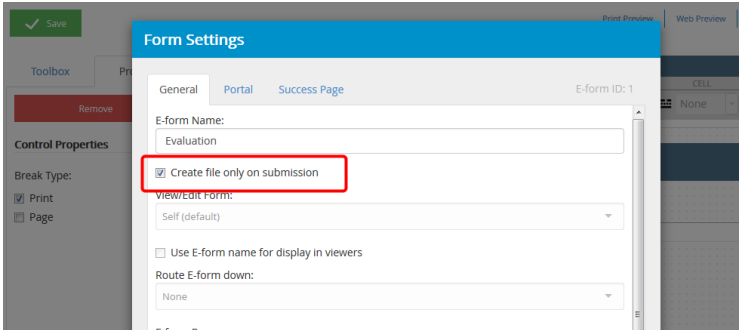 Save
Print Preview
Web Preview
Form Settings
Toolbox
General
Portal
Success Page
E-form ID: 1
CELL
Remove
None
E-form Name:
Evaluation
Control Properties
Create file only on submission
Break Type:
View/Edit Form:
Print
Self (default)
Page
Use E-form name for display in viewers
Route E-form down:
None